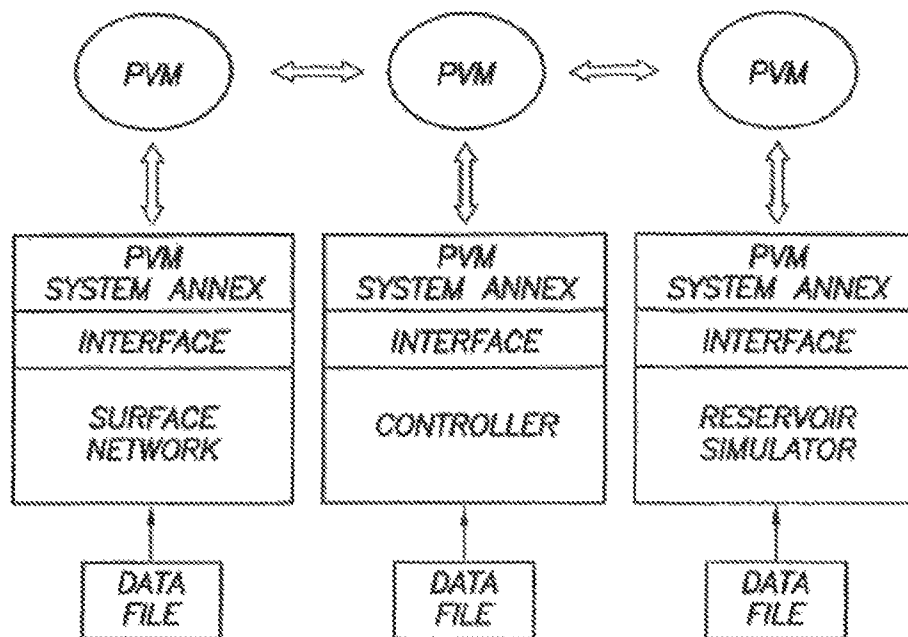 PVM
PVM
PVM
PVM
SYSTEM ANNEX
INTERFACE
SURFACE
NETWORK
DATA
FILE
PVM
SYSTEM ANNEX
INTERFACE
CONTROLLER
DATA
FILE
PVM
SYSTEM ANNEX
INTERFACE
RESERVOIR
SIMULATOR
DATA
FILE